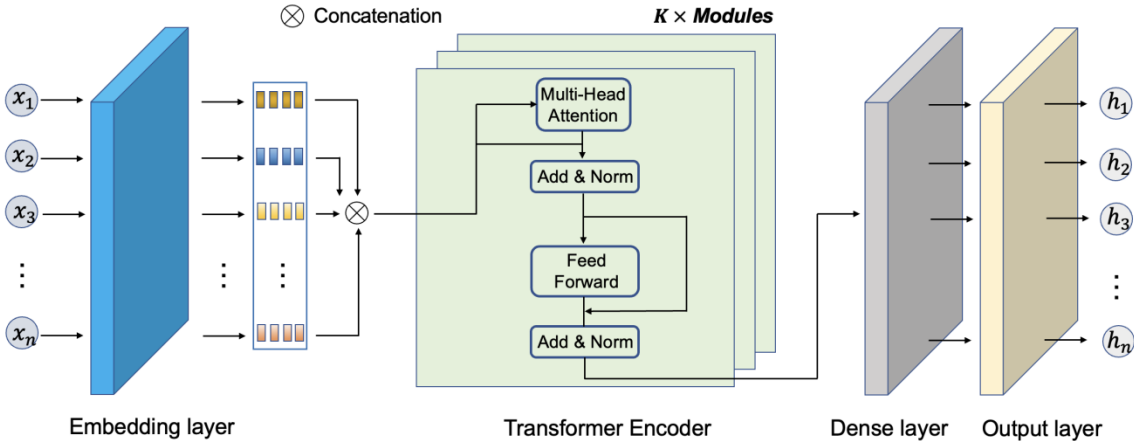 ⊗ Concatenation
K × Modules
x₁
x₂
x₃
⋮
xₙ
Multi-Head
Attention
Add & Norm
Feed
Forward
Add & Norm
h₁
h₂
h₃
⋮
hₙ
Embedding layer
Transformer Encoder
Dense layer
Output layer